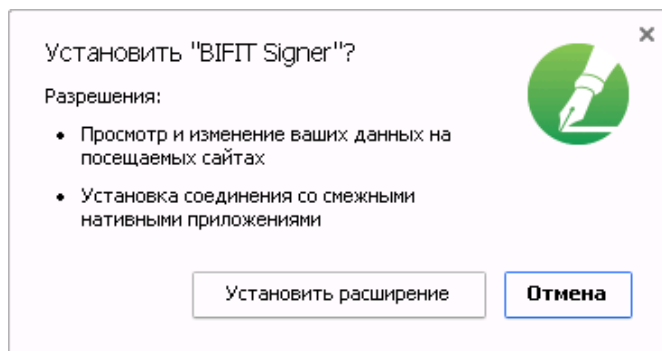 Установить "BIFIT Signer"?
Разрешения:
• Просмотр и изменение ваших данных на
посещаемых сайтах
• Установка соединения со смежными
нативными приложениями
Установить расширение
Отмена